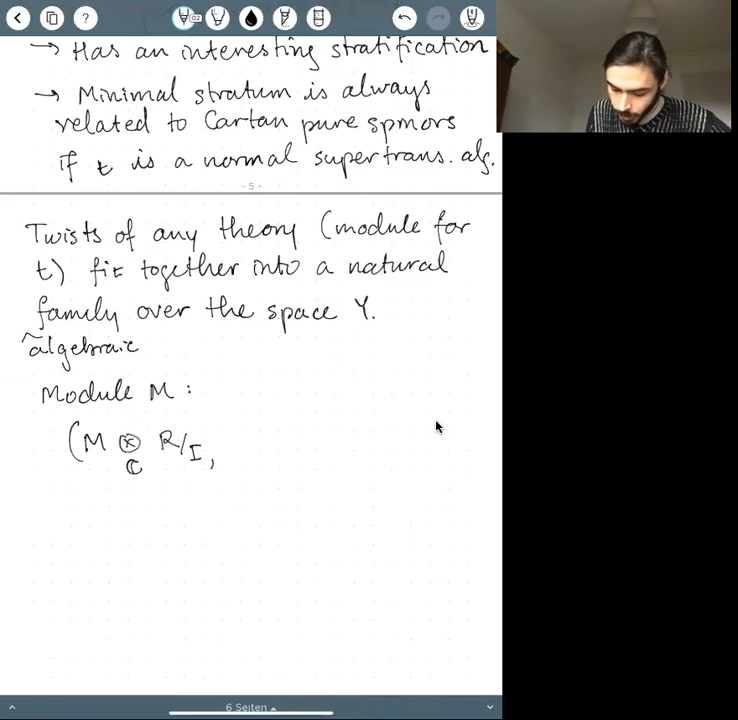 → Has an interesting stratification
→ Minimal stratum is always
related to Cartan pure spinors
if t is a normal supertrans. alg.
- 5 -
Twists of any theory (module for
t) fit together into a natural
family over the space Y.
algebraic
Module M :
(M ⊗ R/I ,
ℂ
6 Seiten